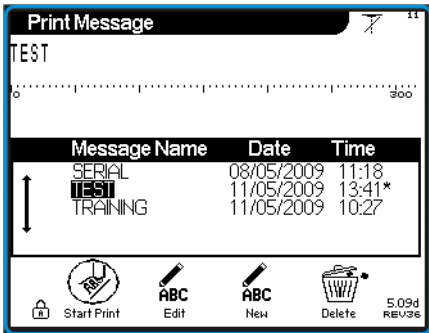 Print Message 11
TEST
0 300
Message Name Date Time
SERIAL 08/05/2009 11:18
TEST 11/05/2009 13:41*
TRAINING 11/05/2009 10:27
ABC ABC ABC
A Start Print Edit New Delete 5.09d
REV36